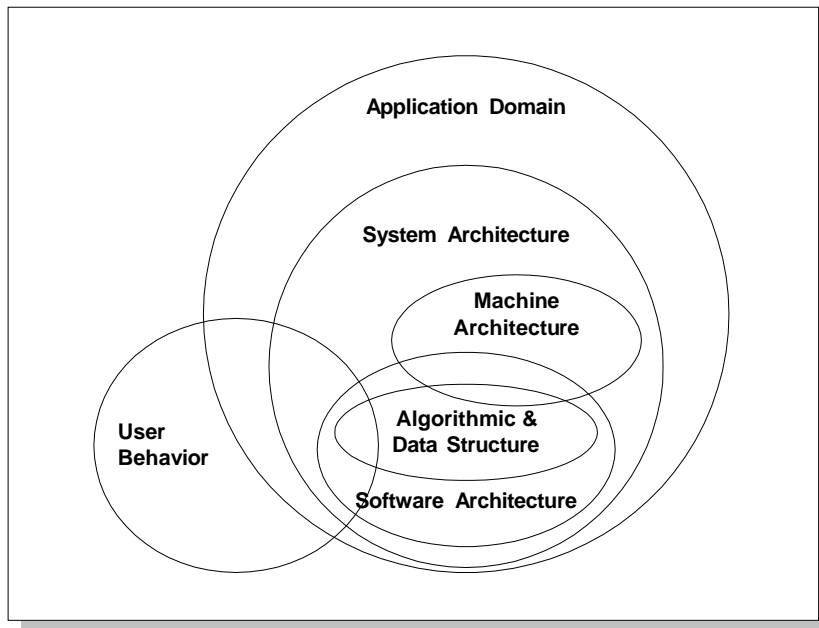 Application Domain
System Architecture
Machine
Architecture
Algorithmic &
Data Structure
User
Behavior
Software Architecture